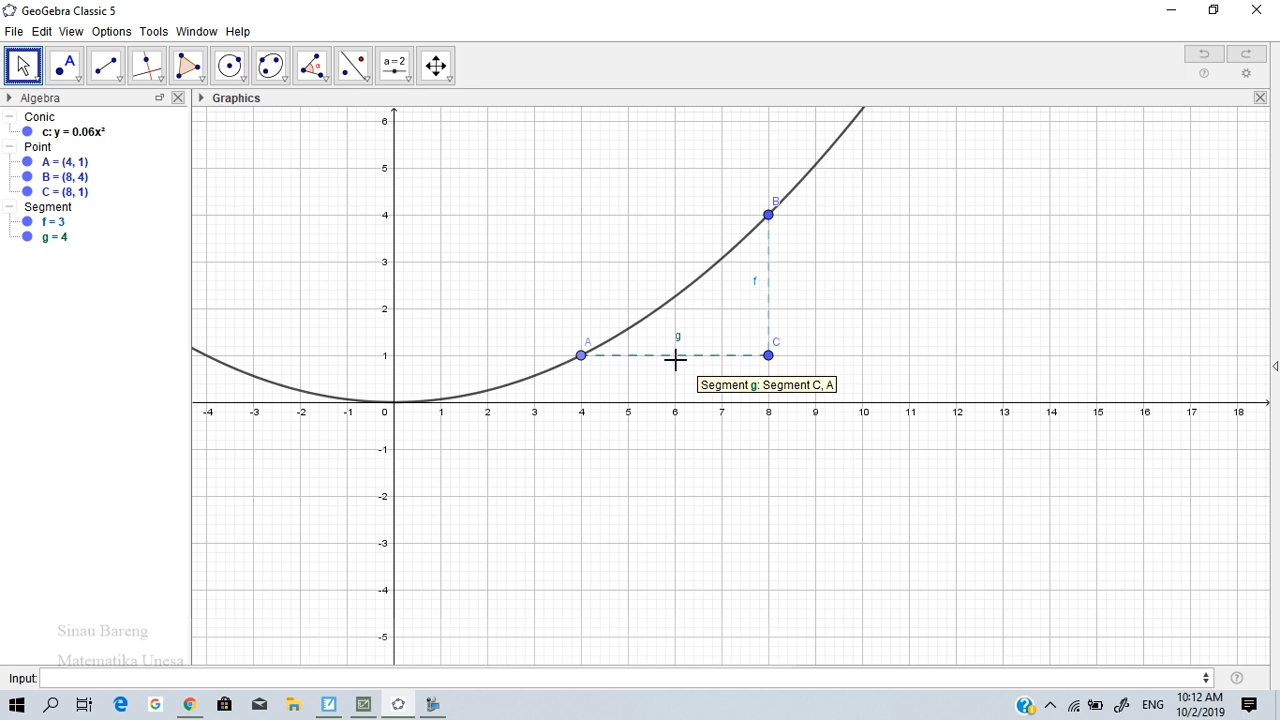 GeoGebra Classic 5
File Edit View Options Tools Window Help
A
a = 2
Algebra
Graphics
Conic
c: y = 0.06x²
Point
A = (4, 1)
B = (8, 4)
C = (8, 1)
Segment
f = 3
g = 4
6
5
4
3
2
1
0
-1
-2
-3
-4
-5
-4 -3 -2 -1 0 1 2 3 4 5 6 7 8 9 10 11 12 13 14 15 16 17 18
B
f
g
A
C
Segment g: Segment C, A
Sinau Bareng
Matematika Unesa
Input:
ENG
10:12 AM
10/2/2019